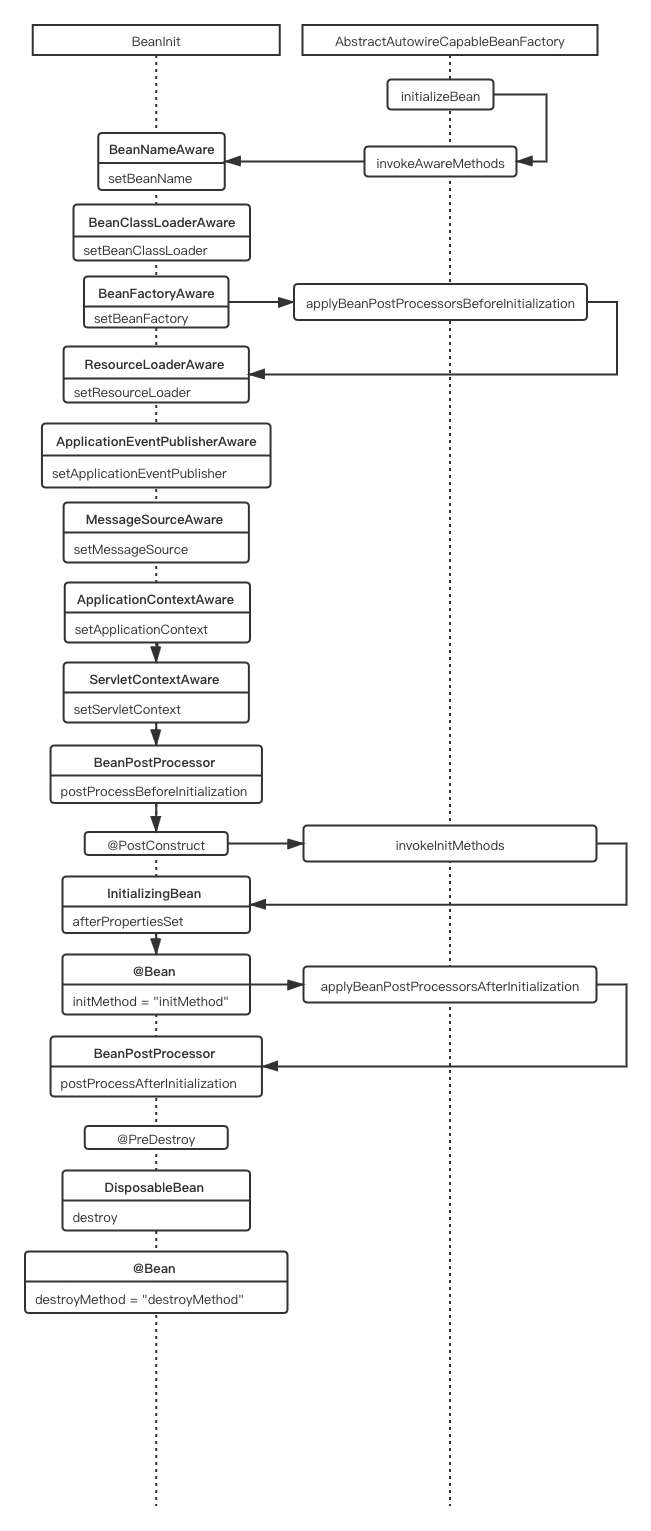 BeanInit
AbstractAutowireCapableBeanFactory
initializeBean
BeanNameAware
setBeanName
invokeAwareMethods
BeanClassLoaderAware
setBeanClassLoader
BeanFactoryAware
setBeanFactory
applyBeanPostProcessorsBeforeInitialization
ResourceLoaderAware
setResourceLoader
ApplicationEventPublisherAware
setApplicationEventPublisher
MessageSourceAware
setMessageSource
ApplicationContextAware
setApplicationContext
ServletContextAware
setServletContext
BeanPostProcessor
postProcessBeforeInitialization
@PostConstruct
invokeInitMethods
InitializingBean
afterPropertiesSet
@Bean
initMethod = "initMethod"
applyBeanPostProcessorsAfterInitialization
BeanPostProcessor
postProcessAfterInitialization
@PreDestroy
DisposableBean
destroy
@Bean
destroyMethod = "destroyMethod"